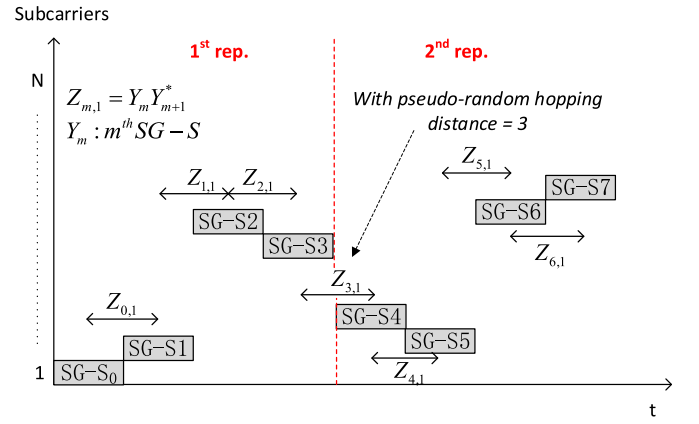 Subcarriers
1st rep.
2nd rep.
N
Z_{m,1} = Y_m Y^*_{m+1}
Y_m : m^{th} SG − S
With pseudo-random hopping
distance = 3
Z_{5,1}
Z_{1,1} Z_{2,1}
SG-S7
SG-S6
SG-S2
SG-S3
Z_{6,1}
Z_{3,1}
Z_{0,1}
SG-S4
SG-S1
SG-S5
1
SG-S_0
Z_{4,1}
t